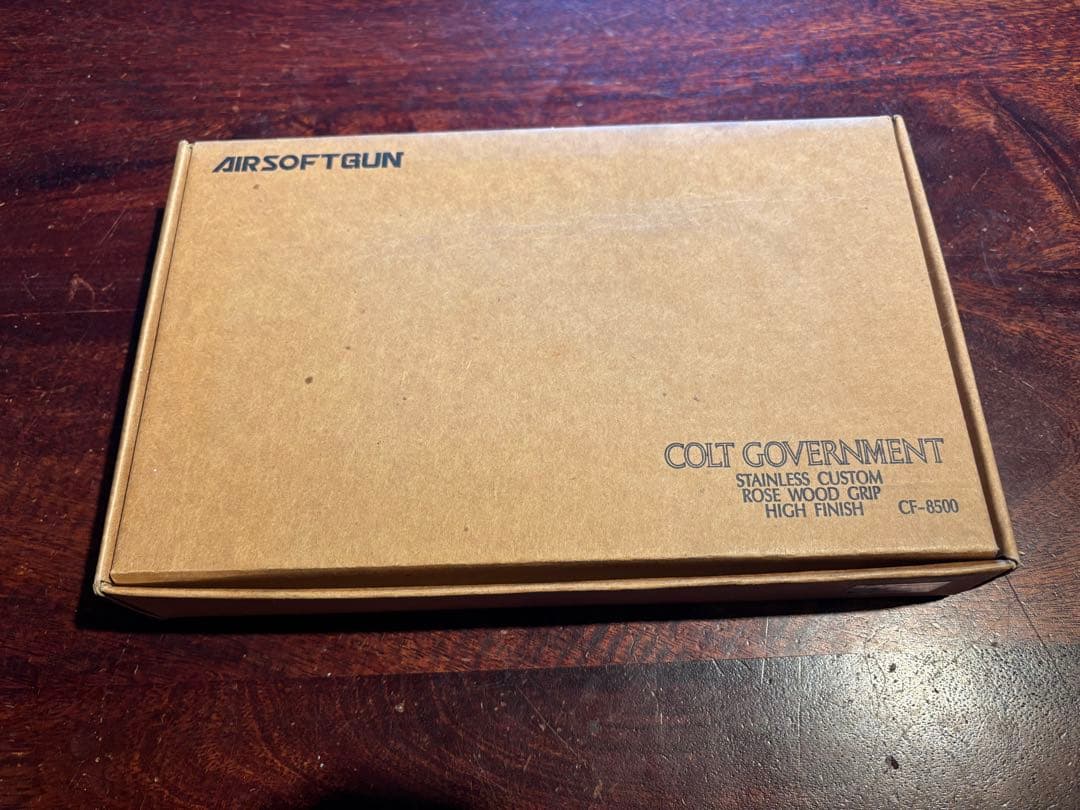 AIRSOFTGUN
COLT GOVERNMENT
STAINLESS CUSTOM
ROSE WOOD GRIP
HIGH FINISH CF-8500